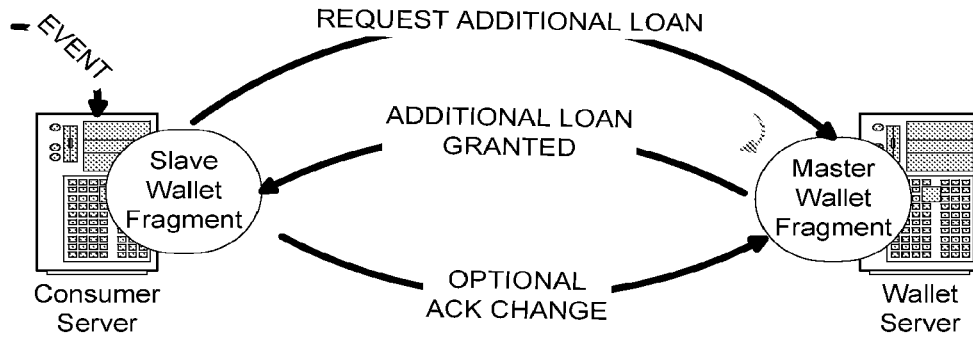 REQUEST ADDITIONAL LOAN
EVENT
ADDITIONAL LOAN
GRANTED
Slave
Wallet
Fragment
Master
Wallet
Fragment
OPTIONAL
ACK CHANGE
Consumer
Server
Wallet
Server